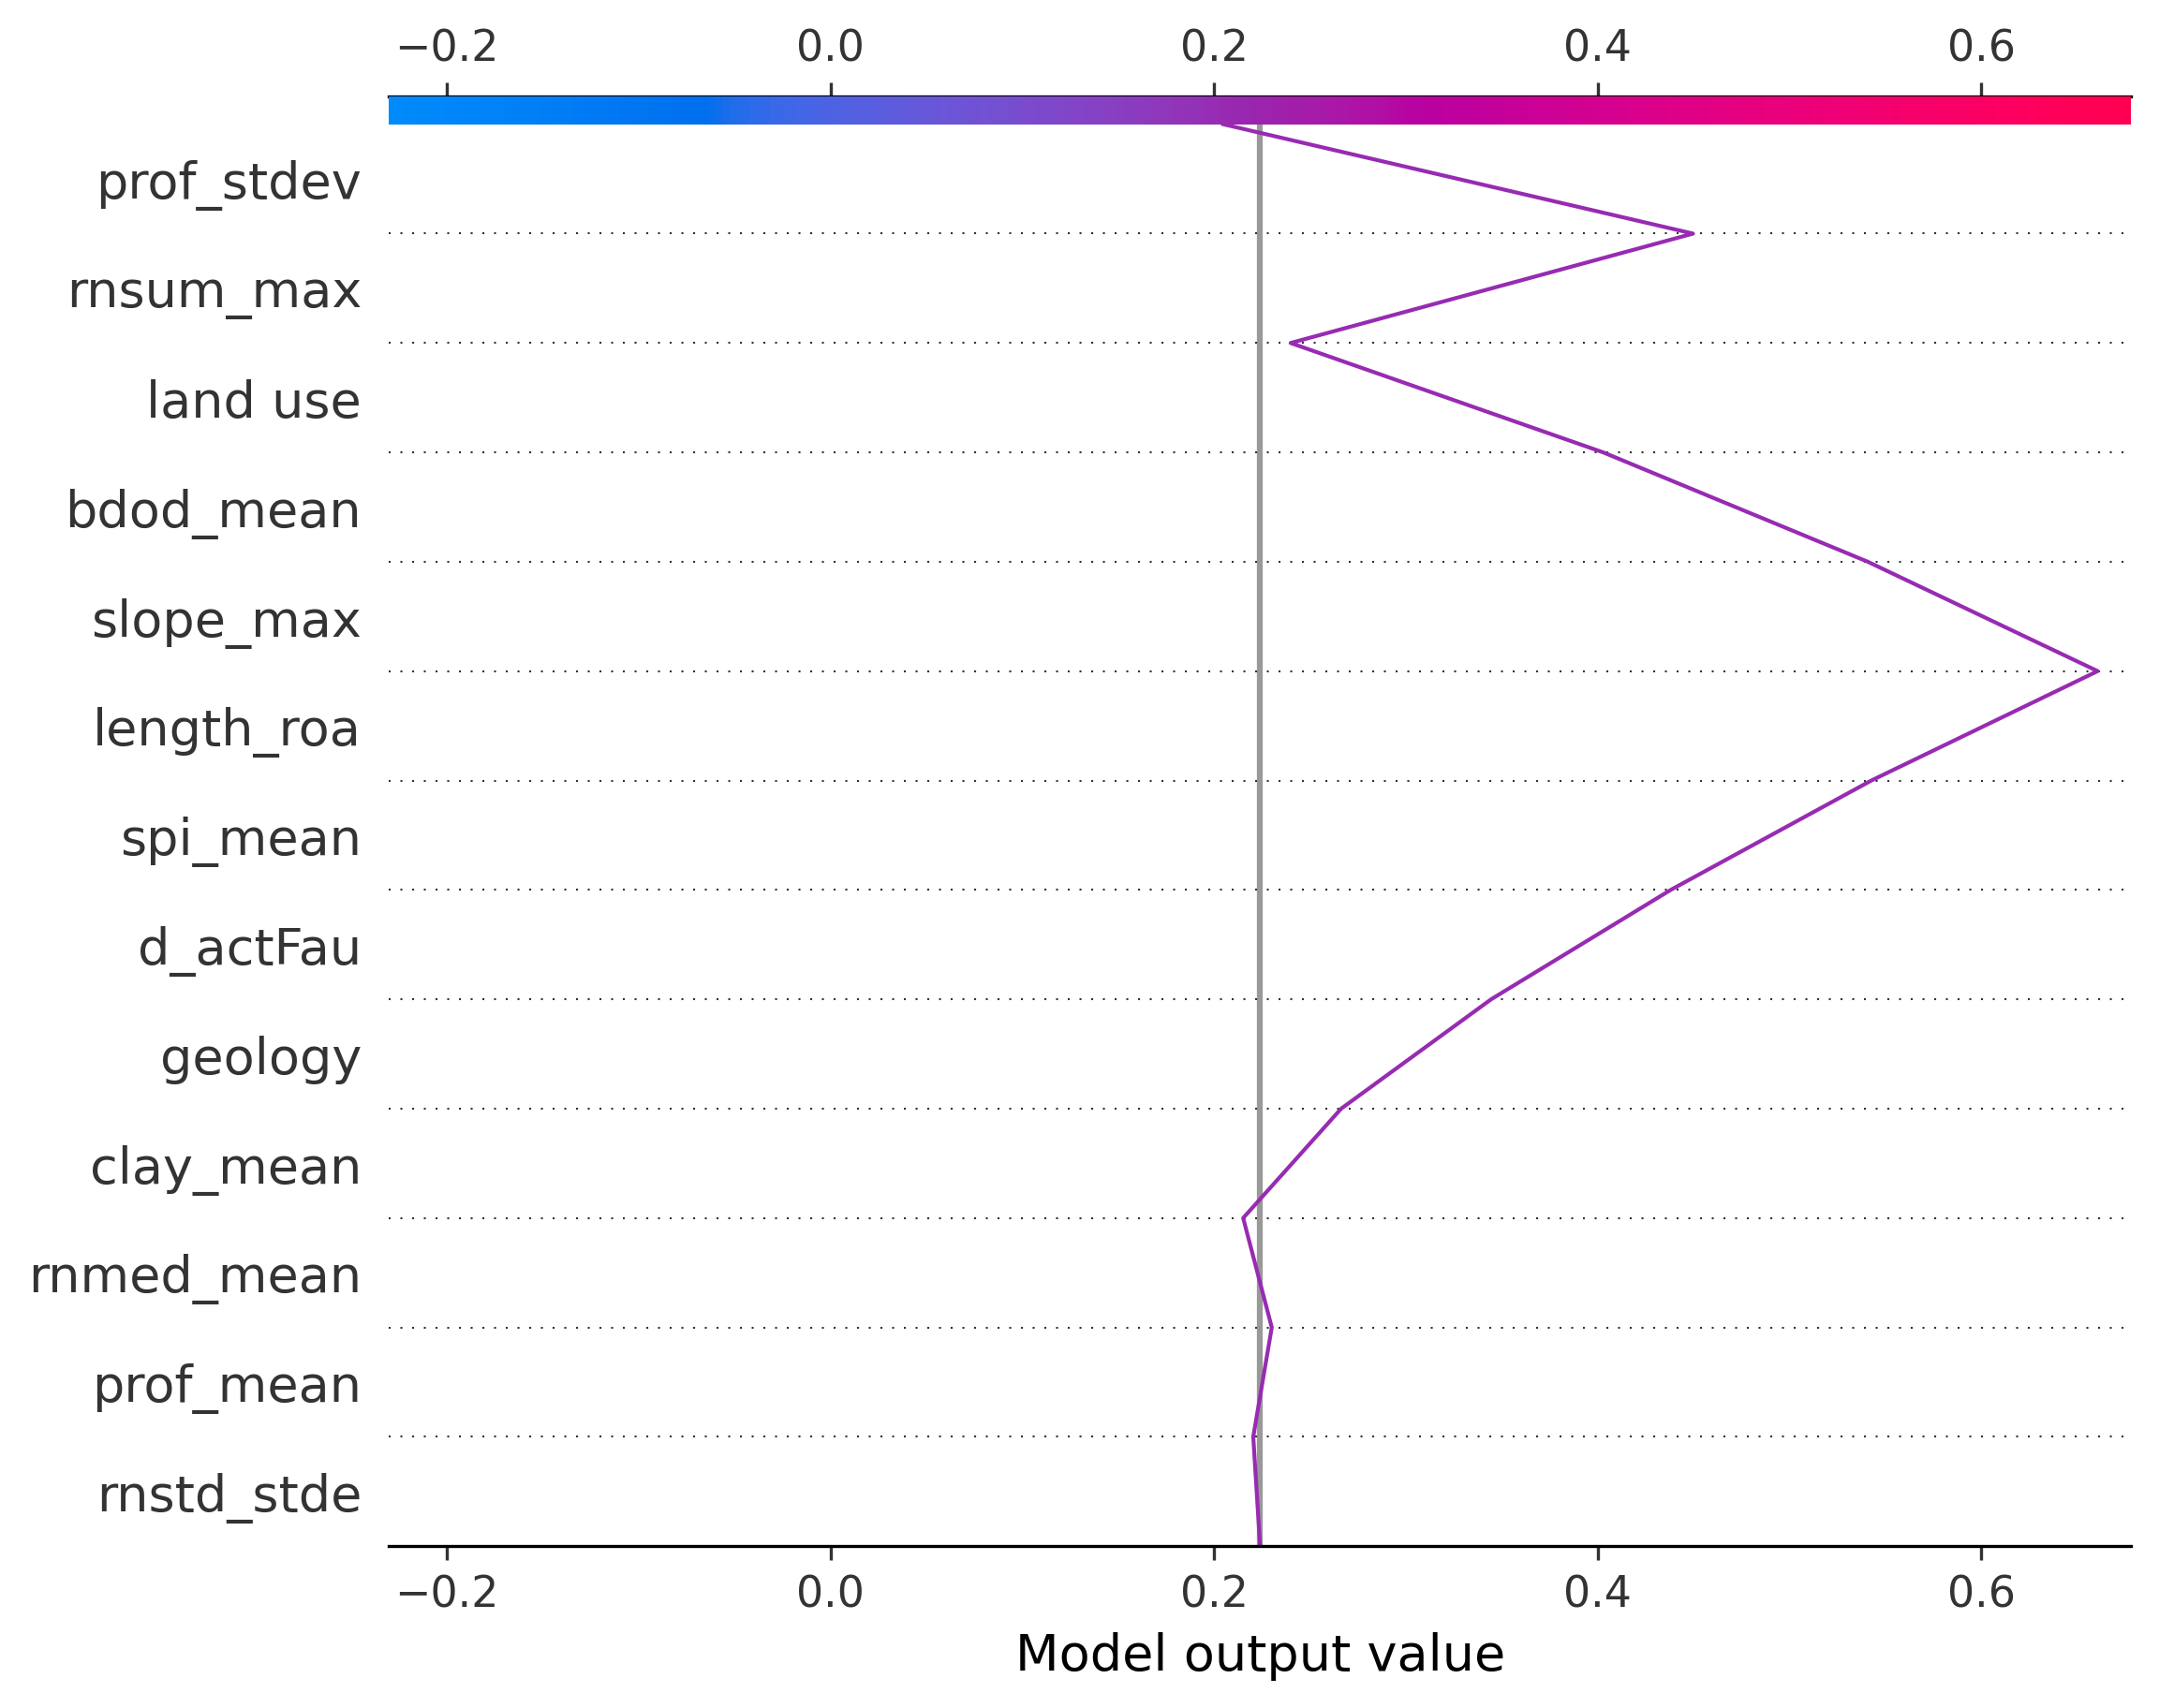 −0.2 0.0 0.2 0.4 0.6
prof_stdev
rnsum_max
land use
bdod_mean
slope_max
length_roa
spi_mean
d_actFau
geology
clay_mean
rnmed_mean
prof_mean
rnstd_stde
−0.2 0.0 0.2 0.4 0.6
Model output value